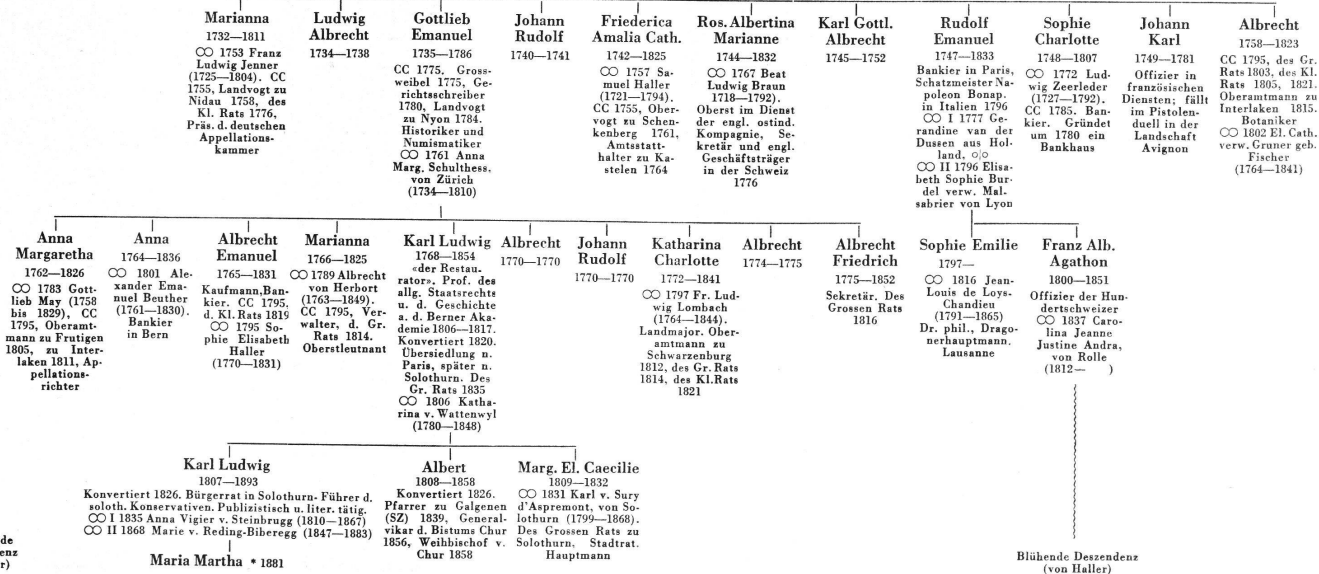 Marianna
1732—1811
∞ 1753 Franz
Ludwig Jenner
(1725—1804). CC
1755, Landvogt zu
Nidau 1758, des
Kl. Rats 1776,
Präs. d. deutschen
Appellations-
kammer
Ludwig
Albrecht
1734—1738
Gottlieb
Emanuel
1735—1786
CC 1775. Gross-
weibel 1775, Ge-
richtsschreiber
1780, Landvogt
zu Nyon 1784.
Historiker und
Numismatiker
∞ 1761 Anna
Marg. Schulthess.
von Zürich
(1734—1810)
Johann
Rudolf
1740—1741
Friederica
Amalia Cath.
1742—1825
∞ 1757 Sa-
muel Haller
(1721—1794).
CC 1755, Ober-
vogt zu Schen-
kenberg 1761,
Amtsstatt-
halter zu Ka-
stelen 1764
Ros. Albertina
Marianne
1744—1832
∞ 1767 Beat
Ludwig Braun
1718—1792).
Oberst im Dienst
der engl. ostind.
Kompagnie, Se-
kretär und engl.
Geschäftsträger
in der Schweiz
1776
Karl Gottl.
Albrecht
1745—1752
Rudolf
Emanuel
1747—1833
Bankier in Paris,
Schatzmeister Na-
poleon Bonap.
in Italien 1796
∞ I 1777 Ge-
randine van der
Dussen aus Hol-
land, o|o
∞ II 1796 Elisa-
beth Sophie Bur-
del verw. Mal-
sabrier von Lyon
Sophie
Charlotte
1748—1807
∞ 1772 Lud-
wig Zeerleder
(1727—1792).
CC 1785. Ban-
kier. Gründet
um 1780 ein
Bankhaus
Johann
Karl
1749—1781
Offizier in
französischen
Diensten; fällt
im Pistolen-
duell in der
Landschaft
Avignon
Albrecht
1758—1823
CC 1795, des Gr.
Rats 1803, des Kl.
Rats 1805, 1821.
Oberamtmann zu
Interlaken 1815.
Botaniker
∞ 1802 El. Cath.
verw. Gruner geb.
Fischer
(1764—1841)
Anna
Margaretha
1762—1826
∞ 1783 Gott-
lieb May (1758
bis 1829), CC
1795, Oberamt-
mann zu Frutigen
1805, zu Inter-
laken 1811, Ap-
pellations-
richter
Anna
1764—1836
∞ 1801 Ale-
xander Ema-
nuel Beuther
(1761—1830).
Bankier
in Bern
Albrecht
Emanuel
1765—1831
Kaufmann,Ban-
kier. CC 1795,
d. Kl. Rats 1819
∞ 1795 So-
phie Elisabeth
Haller
(1770—1831)
Marianna
1766—1825
∞ 1789 Albrecht
von Herbort
(1763—1849).
CC 1795, Ver-
walter, d. Gr.
Rats 1814.
Oberstleutnant
Karl Ludwig
1768—1854
«der Restau-
rator». Prof. des
allg. Staatsrechts
u. d. Geschichte
a. d. Berner Aka-
demie 1806—1817.
Konvertiert 1820.
Übersiedlung n.
Paris, später n.
Solothurn. Des
Gr. Rats 1835
∞ 1806 Katha-
rina v. Wattenwyl
(1780—1848)
Albrecht
1770—1770
Johann
Rudolf
1770—1770
Katharina
Charlotte
1772—1841
∞ 1797 Fr. Lud-
wig Lombach
(1764—1844).
Landmajor. Ober-
amtmann zu
Schwarzenburg
1812, des Gr. Rats
1814, des Kl.Rats
1821
Albrecht
1774—1775
Albrecht
Friedrich
1775—1852
Sekretär. Des
Grossen Rats
1816
Sophie Emilie
1797—
∞ 1816 Jean-
Louis de Loys-
Chandieu
(1791—1865)
Dr. phil., Drago-
nerhauptmann.
Lausanne
Franz Alb.
Agathon
1800—1851
Offizier der Hun-
dertschweizer
∞ 1837 Caro-
lina Jeanne
Justine Andra,
von Rolle
(1812— )
Karl Ludwig
1807—1893
Konvertiert 1826. Bürgerrat in Solothurn- Führer d.
soloth. Konservativen. Publizistisch u. liter. tätig.
∞ I 1835 Anna Vigier v. Steinbrugg (1810—1867)
∞ II 1868 Marie v. Reding-Biberegg (1847—1883)
Maria Martha * 1881
Albert
1808—1858
Konvertiert 1826.
Pfarrer zu Galgenen
(SZ) 1839, General-
vikar d. Bistums Chur
1856, Weihbischof v.
Chur 1858
Marg. El. Caecilie
1809—1832
∞ 1831 Karl v. Sury
d'Aspremont, von So-
lothurn (1799—1868).
Des Grossen Rats zu
Solothurn, Stadtrat.
Hauptmann
de
enz
r)
Blühende Deszendenz
(von Haller)